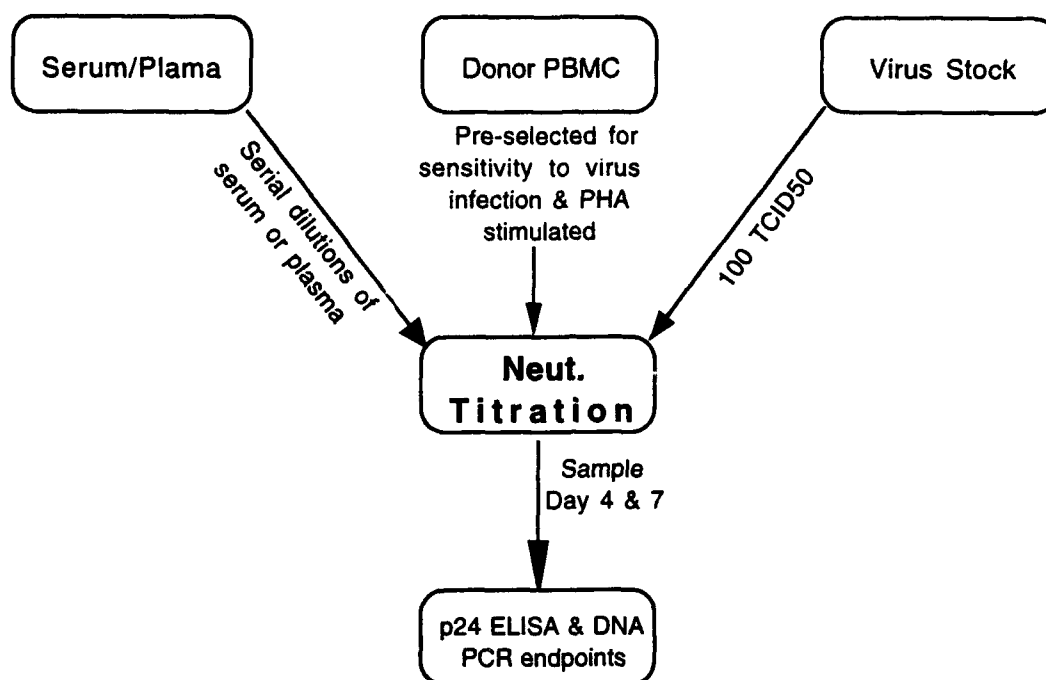 Serum/Plama
Donor PBMC
Virus Stock
Serial dilutions of
serum or plasma
Pre-selected for
sensitivity to virus
infection & PHA
stimulated
100 TCID50
Neut.
Titration
Sample
Day 4 & 7
p24 ELISA & DNA
PCR endpoints